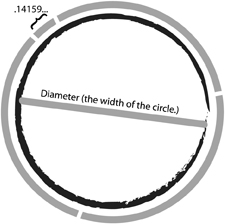 .14159...
Diameter (the width of the circle.)